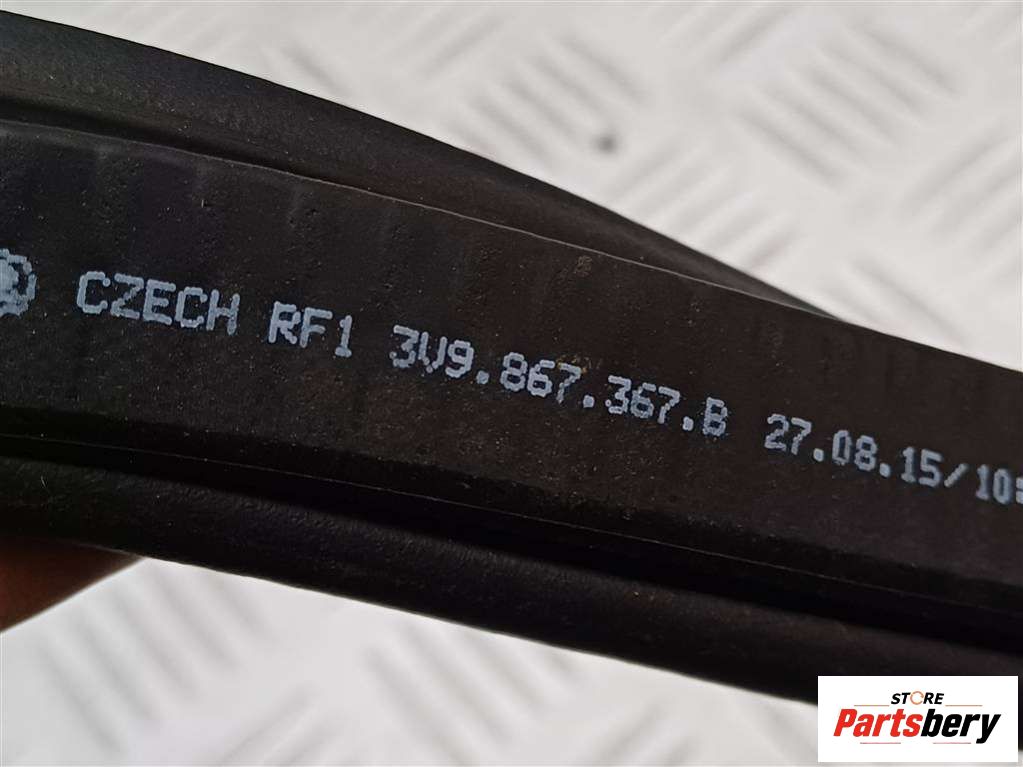 CZECH RF1 3V9.867.367.B 27.08.15/10:
STORE
Partsbery